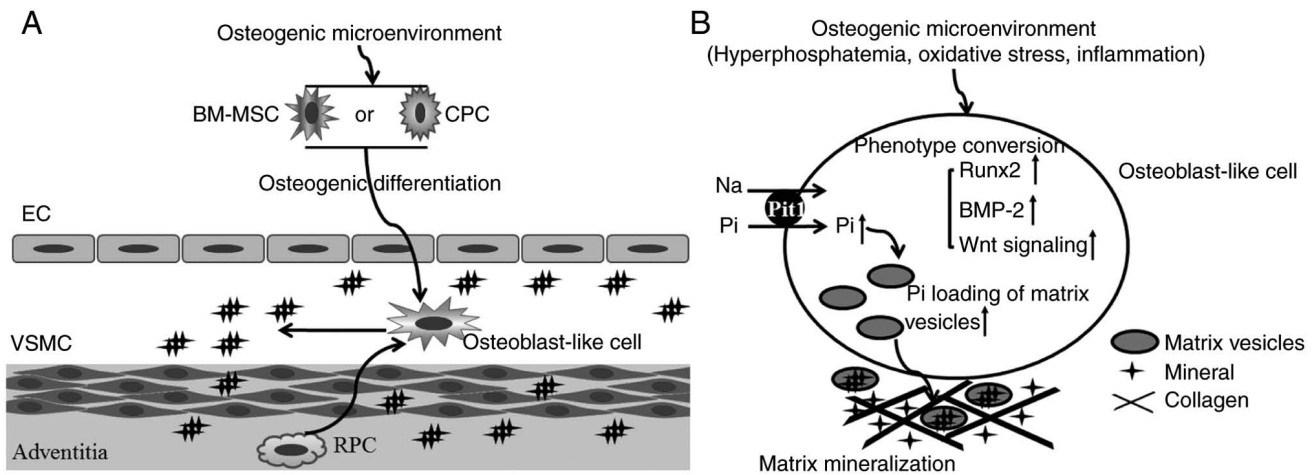 A
Osteogenic microenvironment
BM-MSC or CPC
Osteogenic differentiation
EC
VSMC
Osteoblast-like cell
Adventitia
RPC
B
Osteogenic microenvironment
(Hyperphosphatemia, oxidative stress, inflammation)
Phenotype conversion
Runx2
BMP-2
Wnt signaling
Osteoblast-like cell
Na
Pit1
Pi
Pi
Pi loading of matrix
vesicles
Matrix vesicles
Mineral
Collagen
Matrix mineralization